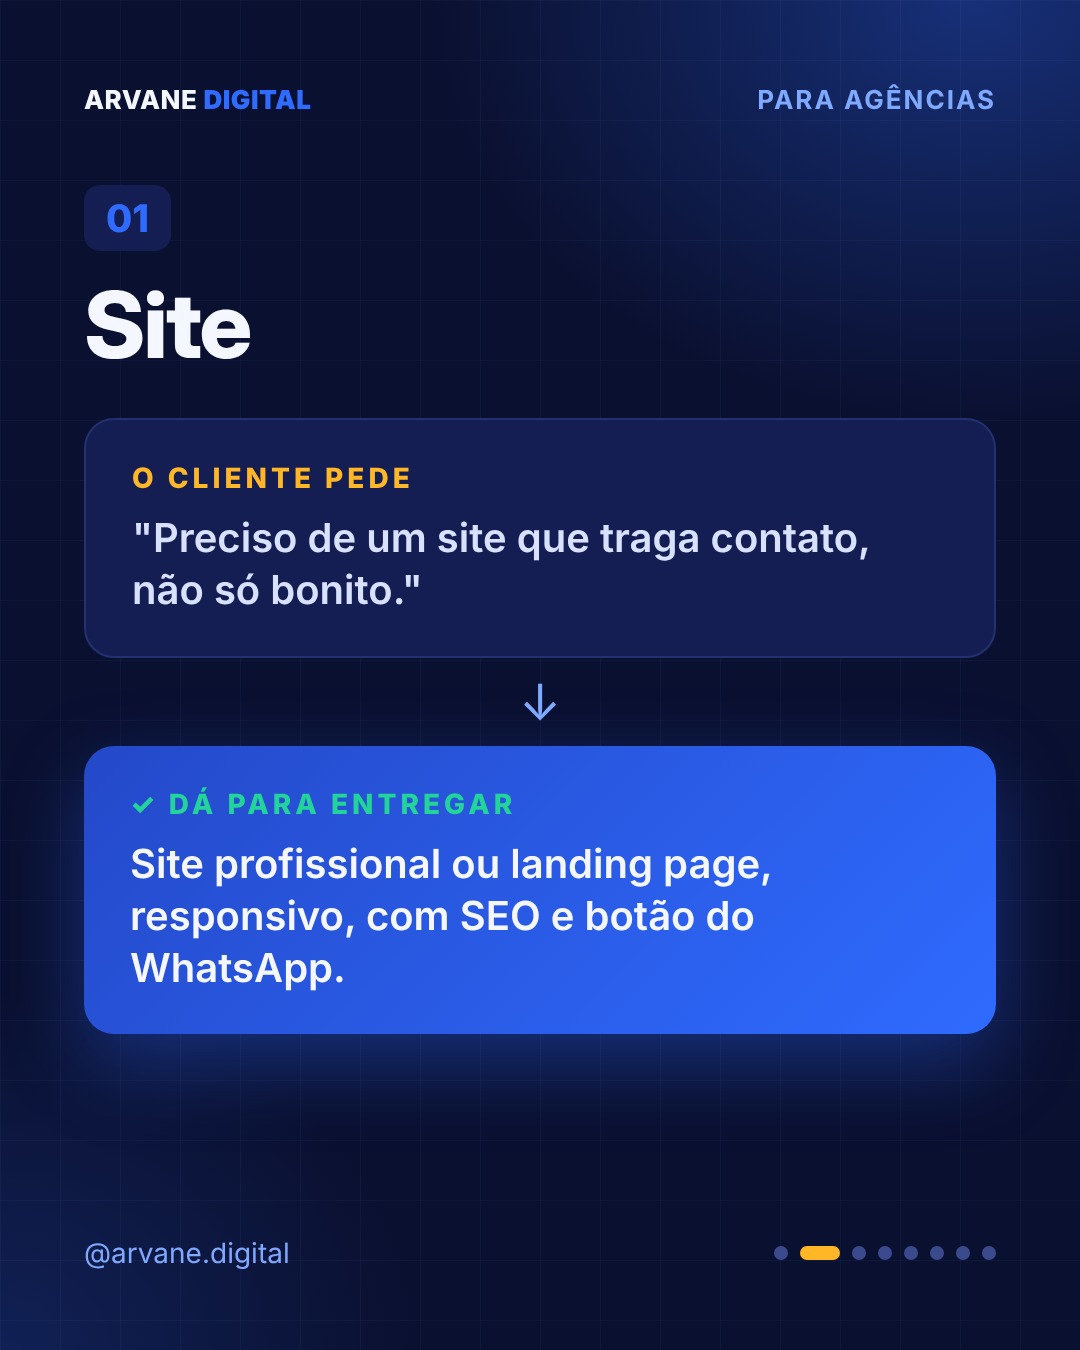 ARVANE DIGITAL
PARA AGÊNCIAS
01
Site
O CLIENTE PEDE
"Preciso de um site que traga contato,
não só bonito."
↓
✓ DÁ PARA ENTREGAR
Site profissional ou landing page,
responsivo, com SEO e botão do
WhatsApp.
@arvane.digital